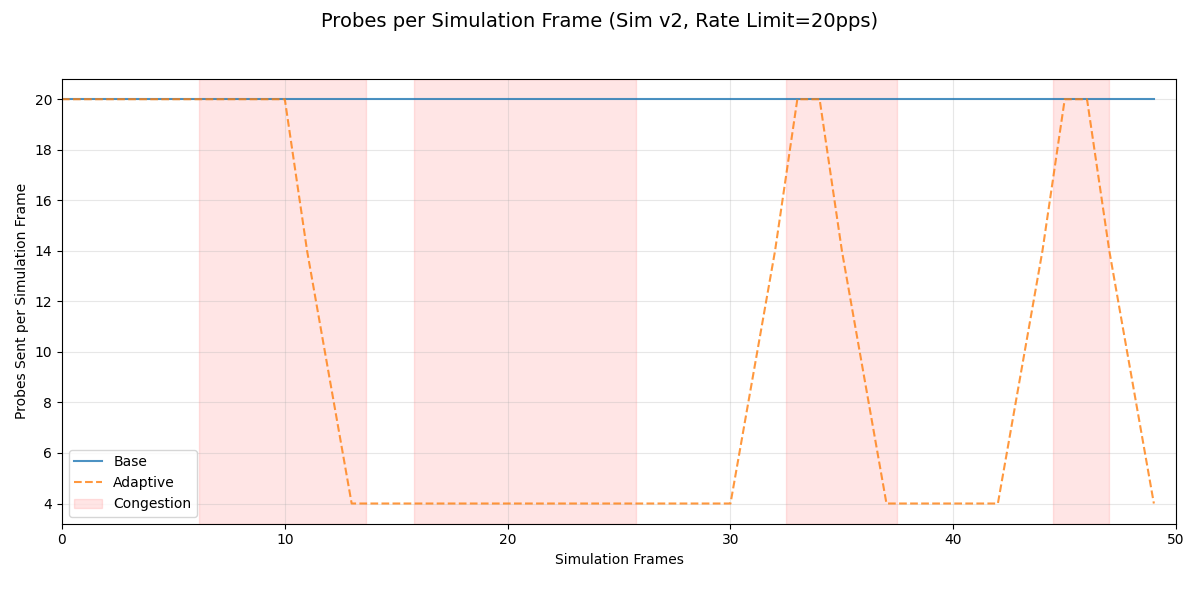 Probes per Simulation Frame (Sim v2, Rate Limit=20pps)
Probes Sent per Simulation Frame
20
18
16
14
12
10
8
6
4
Base
Adaptive
Congestion
0 10 20 30 40 50
Simulation Frames